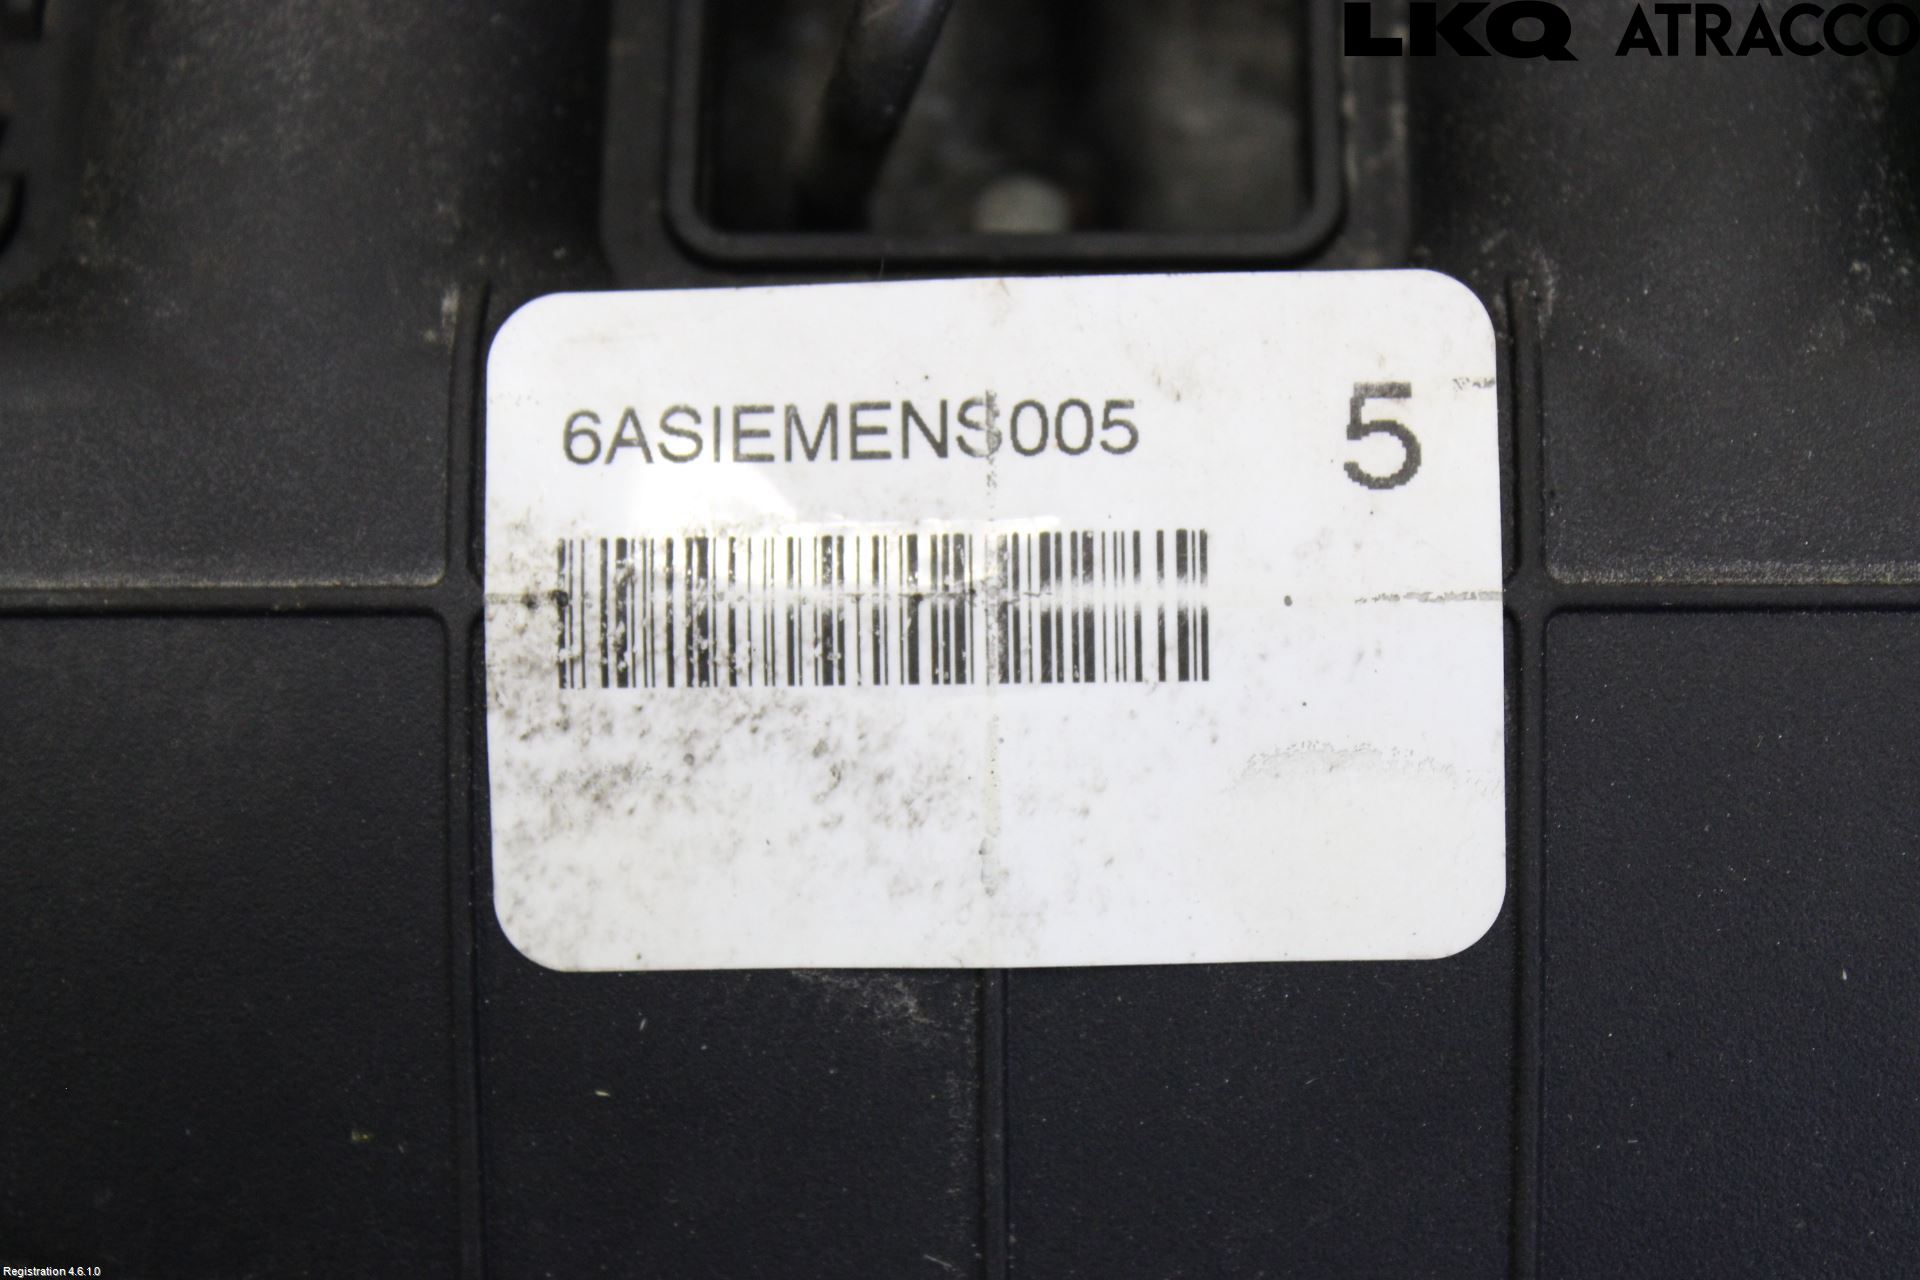 LKQ ATRACCO
6ASIEMENS005
5
Registration 4.6.1.0